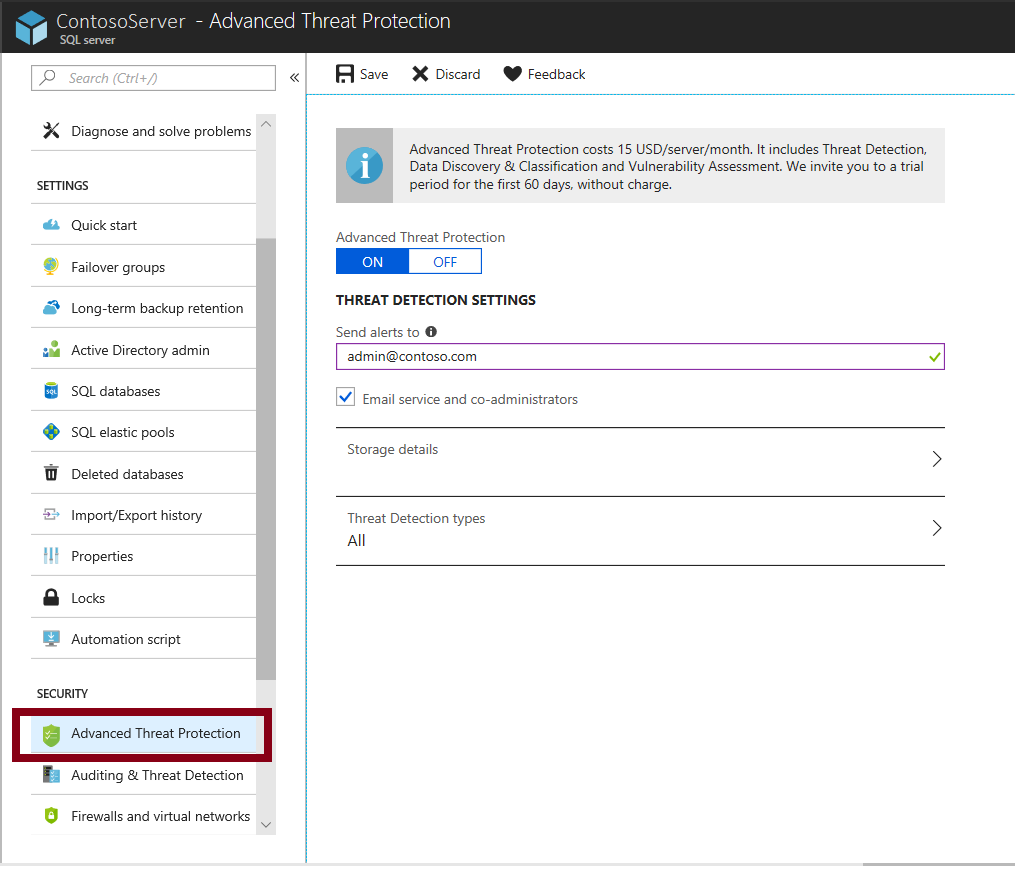 ContosoServer - Advanced Threat Protection
SQL server
Search (Ctrl+/)
«
Diagnose and solve problems
SETTINGS
Quick start
Failover groups
Long-term backup retention
Active Directory admin
SQL databases
SQL elastic pools
Deleted databases
Import/Export history
Properties
Locks
Automation script
SECURITY
Advanced Threat Protection
Auditing & Threat Detection
Firewalls and virtual networks
Save Discard Feedback
Advanced Threat Protection costs 15 USD/server/month. It includes Threat Detection,
Data Discovery & Classification and Vulnerability Assessment. We invite you to a trial
period for the first 60 days, without charge.
Advanced Threat Protection
ON OFF
THREAT DETECTION SETTINGS
Send alerts to
admin@contoso.com
Email service and co-administrators
Storage details
Threat Detection types
All